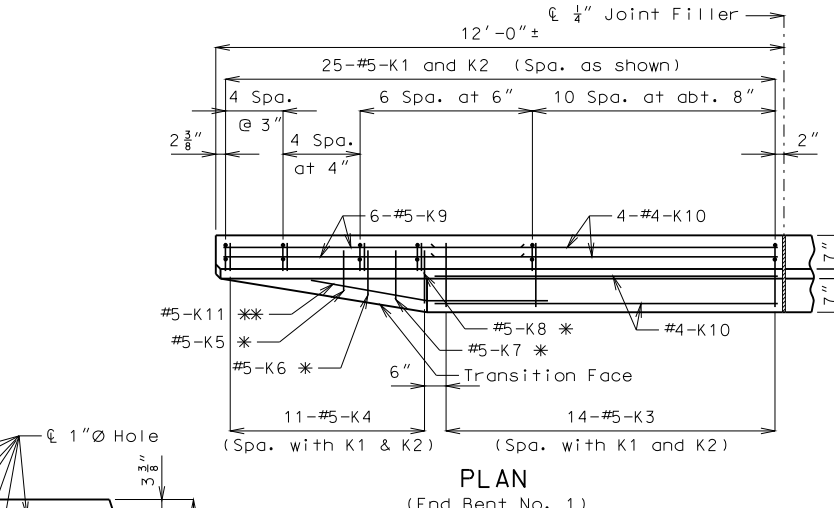 ℄ 1/4" Joint Filler
12'-0"±
25-#5-K1 and K2 (Spa. as shown)
4 Spa.
@ 3"
6 Spa. at 6"
10 Spa. at abt. 8"
2 3/8"
4 Spa.
at 4"
2"
6-#5-K9
4-#4-K10
7"
7"
#5-K11 **
#5-K5 *
#5-K6 *
#5-K8 *
#5-K7 *
#4-K10
6"
Transition Face
11-#5-K4
(Spa. with K1 & K2)
14-#5-K3
(Spa. with K1 and K2)
℄ 1"Ø Hole
3 3/8"
PLAN
(End Bent No. 1)